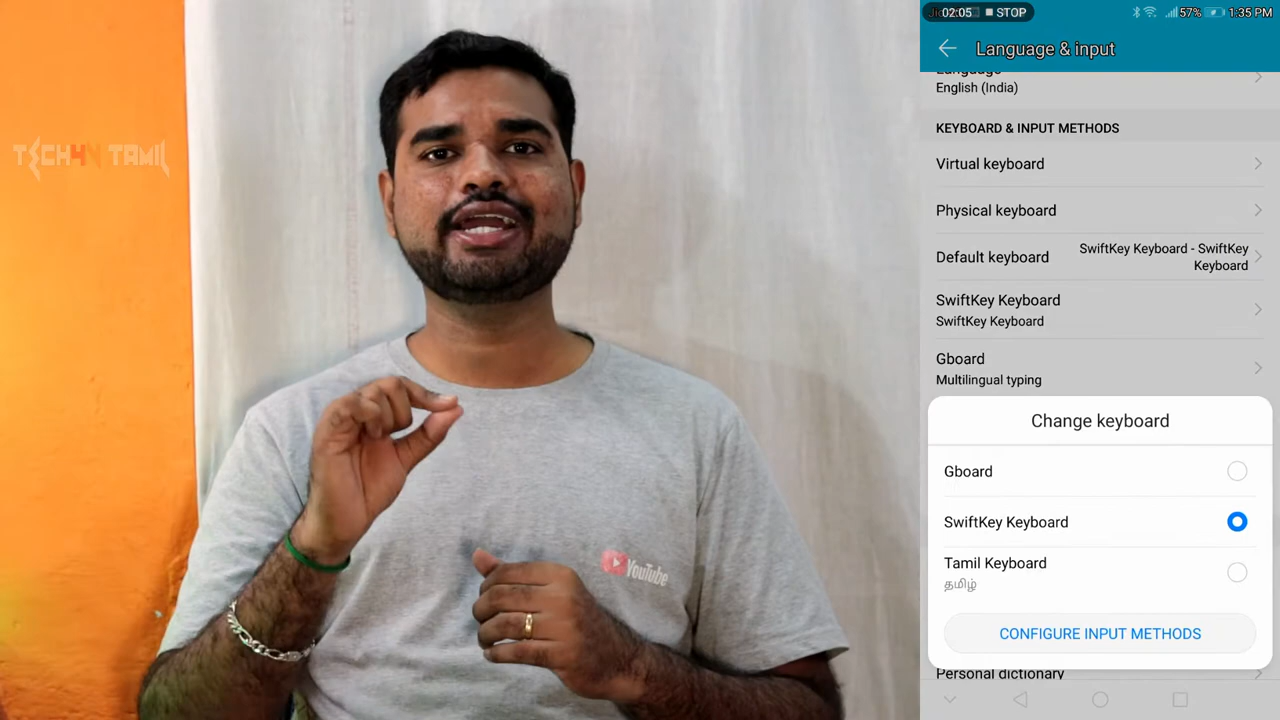 TECH4N TAMIL
YouTube
02:05 STOP
57% 1:35 PM
Language & input
Language
English (India)
KEYBOARD & INPUT METHODS
Virtual keyboard
Physical keyboard
Default keyboard
SwiftKey Keyboard - SwiftKey
Keyboard
SwiftKey Keyboard
SwiftKey Keyboard
Gboard
Multilingual typing
Change keyboard
Gboard
SwiftKey Keyboard
Tamil Keyboard
தமிழ்
CONFIGURE INPUT METHODS
Personal dictionary